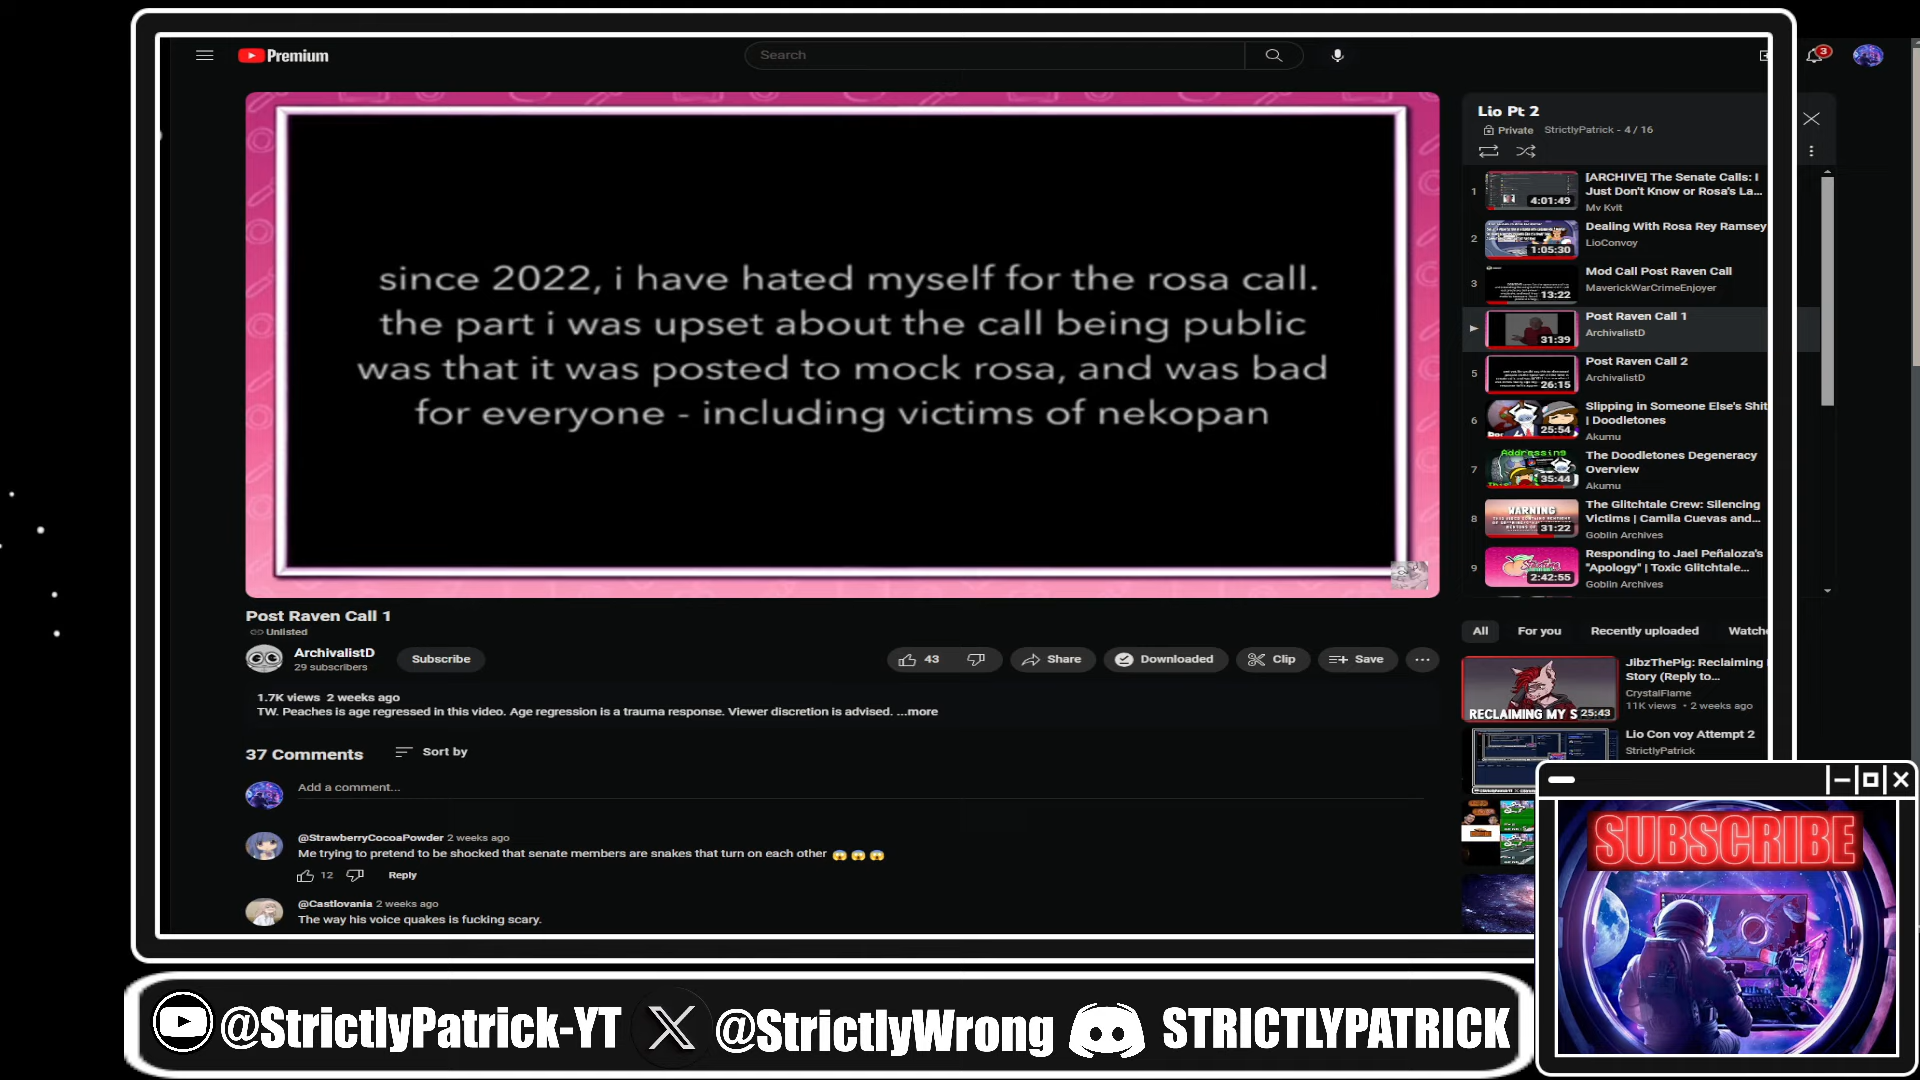 Premium
Search
3
since 2022, i have hated myself for the rosa call.
the part i was upset about the call being public
was that it was posted to mock rosa, and was bad
for everyone - including victims of nekopan
Post Raven Call 1
Unlisted
ArchivalistD
29 subscribers
Subscribe
43
Share
Downloaded
Clip
Save
1.7K views 2 weeks ago
TW. Peaches is age regressed in this video. Age regression is a trauma response. Viewer discretion is advised. ...more
37 Comments
Sort by
Add a comment...
@StrawberryCocoaPowder 2 weeks ago
Me trying to pretend to be shocked that senate members are snakes that turn on each other 😱 😱 😱
12
Reply
@Castlovania 2 weeks ago
The way his voice quakes is fucking scary.
Lio Pt 2
Private StrictlyPatrick - 4 / 16
1
4:01:49
[ARCHIVE] The Senate Calls: I
Just Don't Know or Rosa's La...
Mv Kvlt
2
1:05:30
Dealing With Rosa Rey Ramsey
LioConvoy
3
13:22
Mod Call Post Raven Call
MaverickWarCrimeEnjoyer
31:39
Post Raven Call 1
ArchivalistD
5
26:15
Post Raven Call 2
ArchivalistD
6
25:54
Slipping in Someone Else's Shit
| Doodletones
Akumu
7
Addressing
35:44
The Doodletones Degeneracy
Overview
Akumu
8
WARNING
31:22
The Glitchtale Crew: Silencing
Victims | Camila Cuevas and...
Goblin Archives
9
2:42:55
Responding to Jael Peñaloza's
"Apology" | Toxic Glitchtale...
Goblin Archives
All
For you
Recently uploaded
Watch
RECLAIMING MY S
25:43
JibzThePig: Reclaiming
Story (Reply to...
CrystalFlame
11K views • 2 weeks ago
Lio Con voy Attempt 2
StrictlyPatrick
SUBSCRIBE
@StrictlyPatrick-YT
@StrictlyWrong
STRICTLYPATRICK